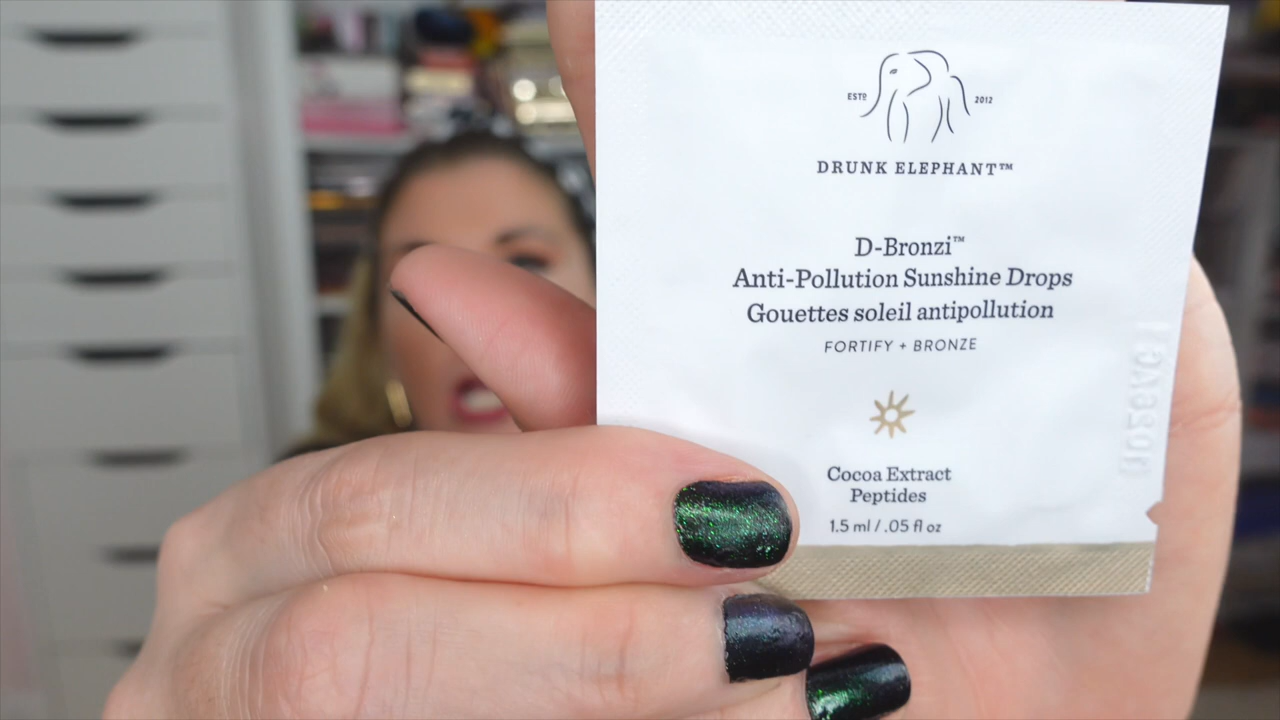 ESTD 2012
DRUNK ELEPHANT™
D-Bronzi™
Anti-Pollution Sunshine Drops
Gouettes soleil antipollution
FORTIFY + BRONZE
Cocoa Extract
Peptides
1.5 ml / .05 fl oz